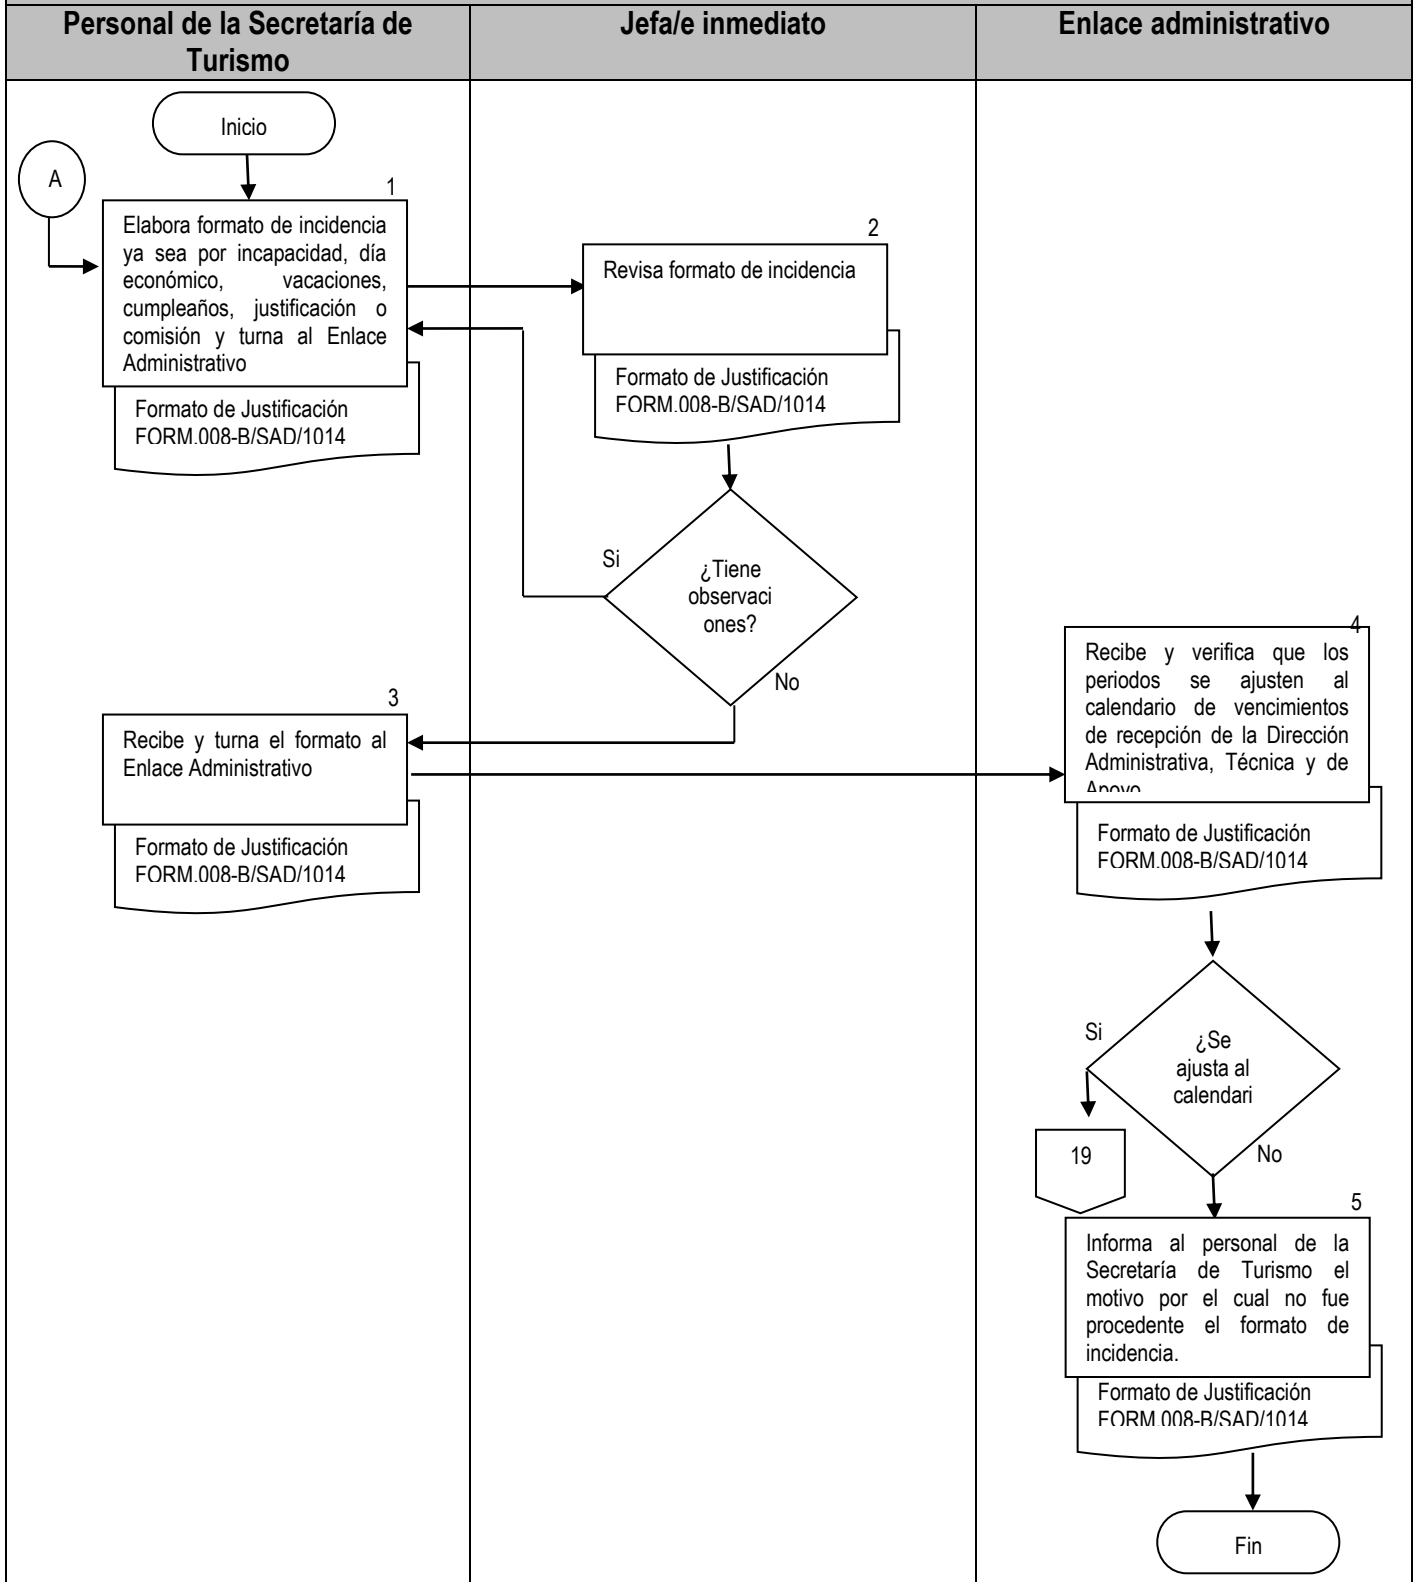 Personal de la Secretaría de
Turismo
Jefa/e inmediato
Enlace administrativo
Inicio
A
1
Elabora formato de incidencia
ya sea por incapacidad, día
económico, vacaciones,
cumpleaños, justificación o
comisión y turna al Enlace
Administrativo
Formato de Justificación
FORM.008-B/SAD/1014
2
Revisa formato de incidencia
Formato de Justificación
FORM.008-B/SAD/1014
Si
¿Tiene
observaci
ones?
No
3
Recibe y turna el formato al
Enlace Administrativo
Formato de Justificación
FORM.008-B/SAD/1014
4
Recibe y verifica que los
periodos se ajusten al
calendario de vencimientos
de recepción de la Dirección
Administrativa, Técnica y de
Apoyo
Formato de Justificación
FORM.008-B/SAD/1014
Si
¿Se
ajusta al
calendari
No
19
5
Informa al personal de la
Secretaría de Turismo el
motivo por el cual no fue
procedente el formato de
incidencia.
Formato de Justificación
FORM.008-B/SAD/1014
Fin